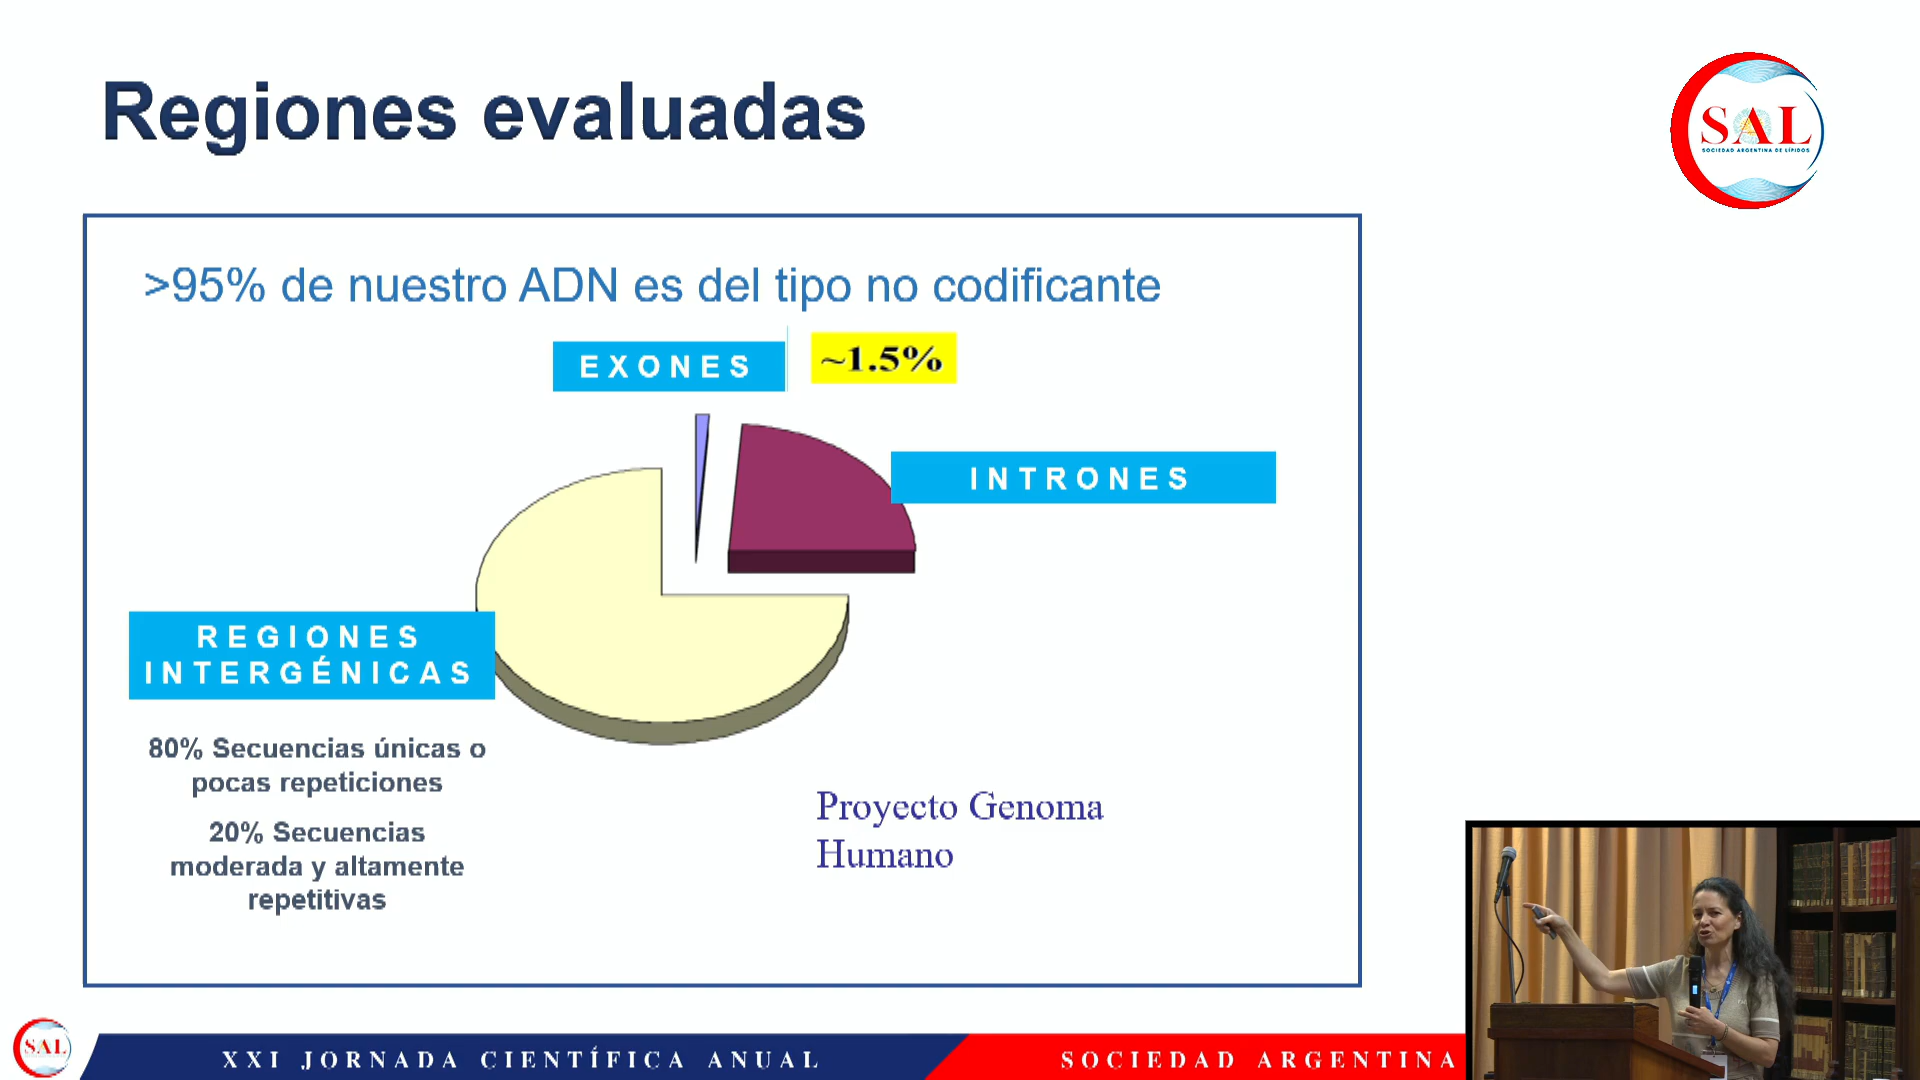 Regiones evaluadas
SAL
SOCIEDAD ARGENTINA DE LÍPIDOS
>95% de nuestro ADN es del tipo no codificante
EXONES
~1.5%
INTRONES
REGIONES
INTERGÉNICAS
80% Secuencias únicas o
pocas repeticiones
20% Secuencias
moderada y altamente
repetitivas
Proyecto Genoma
Humano
SAL
XXI JORNADA CIENTÍFICA ANUAL
SOCIEDAD ARGENTINA